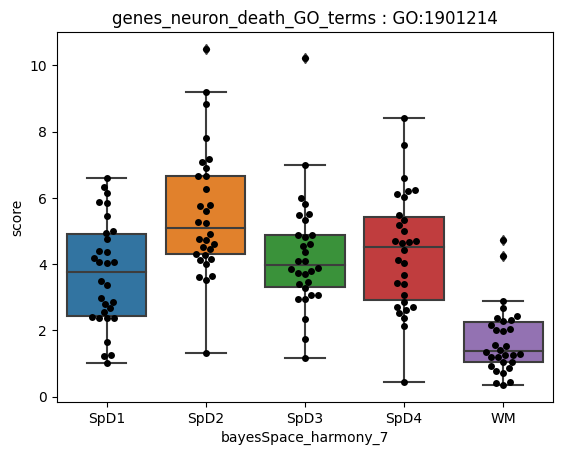 genes_neuron_death_GO_terms : GO:1901214
10
8
6
4
2
0
score
SpD1 SpD2 SpD3 SpD4 WM
bayesSpace_harmony_7